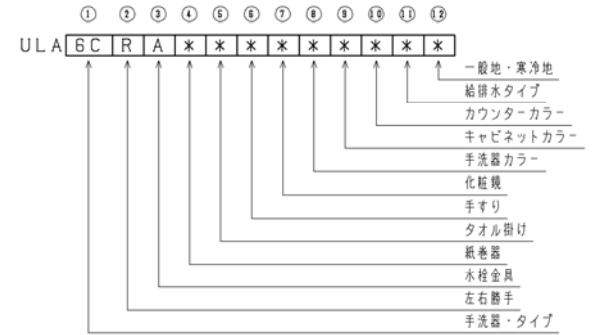 ① ② ③ ④ ⑤ ⑥ ⑦ ⑧ ⑨ ⑩ ⑪ ⑫
ULA 6C R A * * * * * * * * *
一般地・寒冷地
給排水タイプ
カウンターカラー
キャビネットカラー
手洗器カラー
化粧鏡
手すり
タオル掛け
紙巻器
水栓金具
左右勝手
手洗器・タイプ